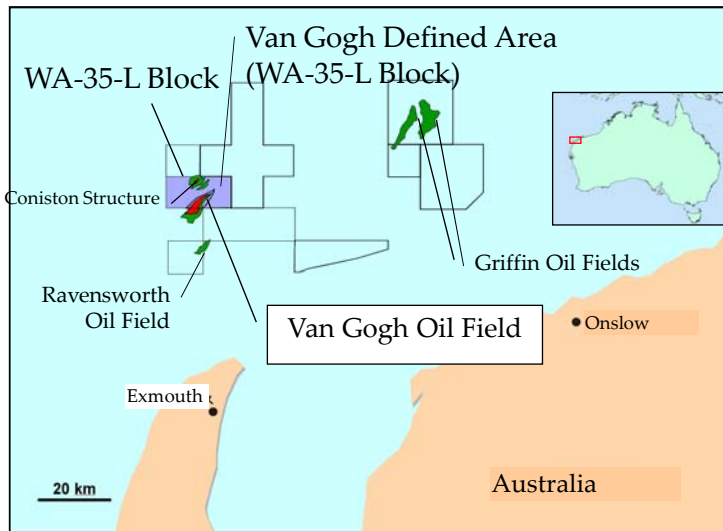 Van Gogh Defined Area
(WA-35-L Block)
WA-35-L Block
Coniston Structure
Griffin Oil Fields
Ravensworth
Oil Field
Van Gogh Oil Field
Onslow
Exmouth
20 km
Australia